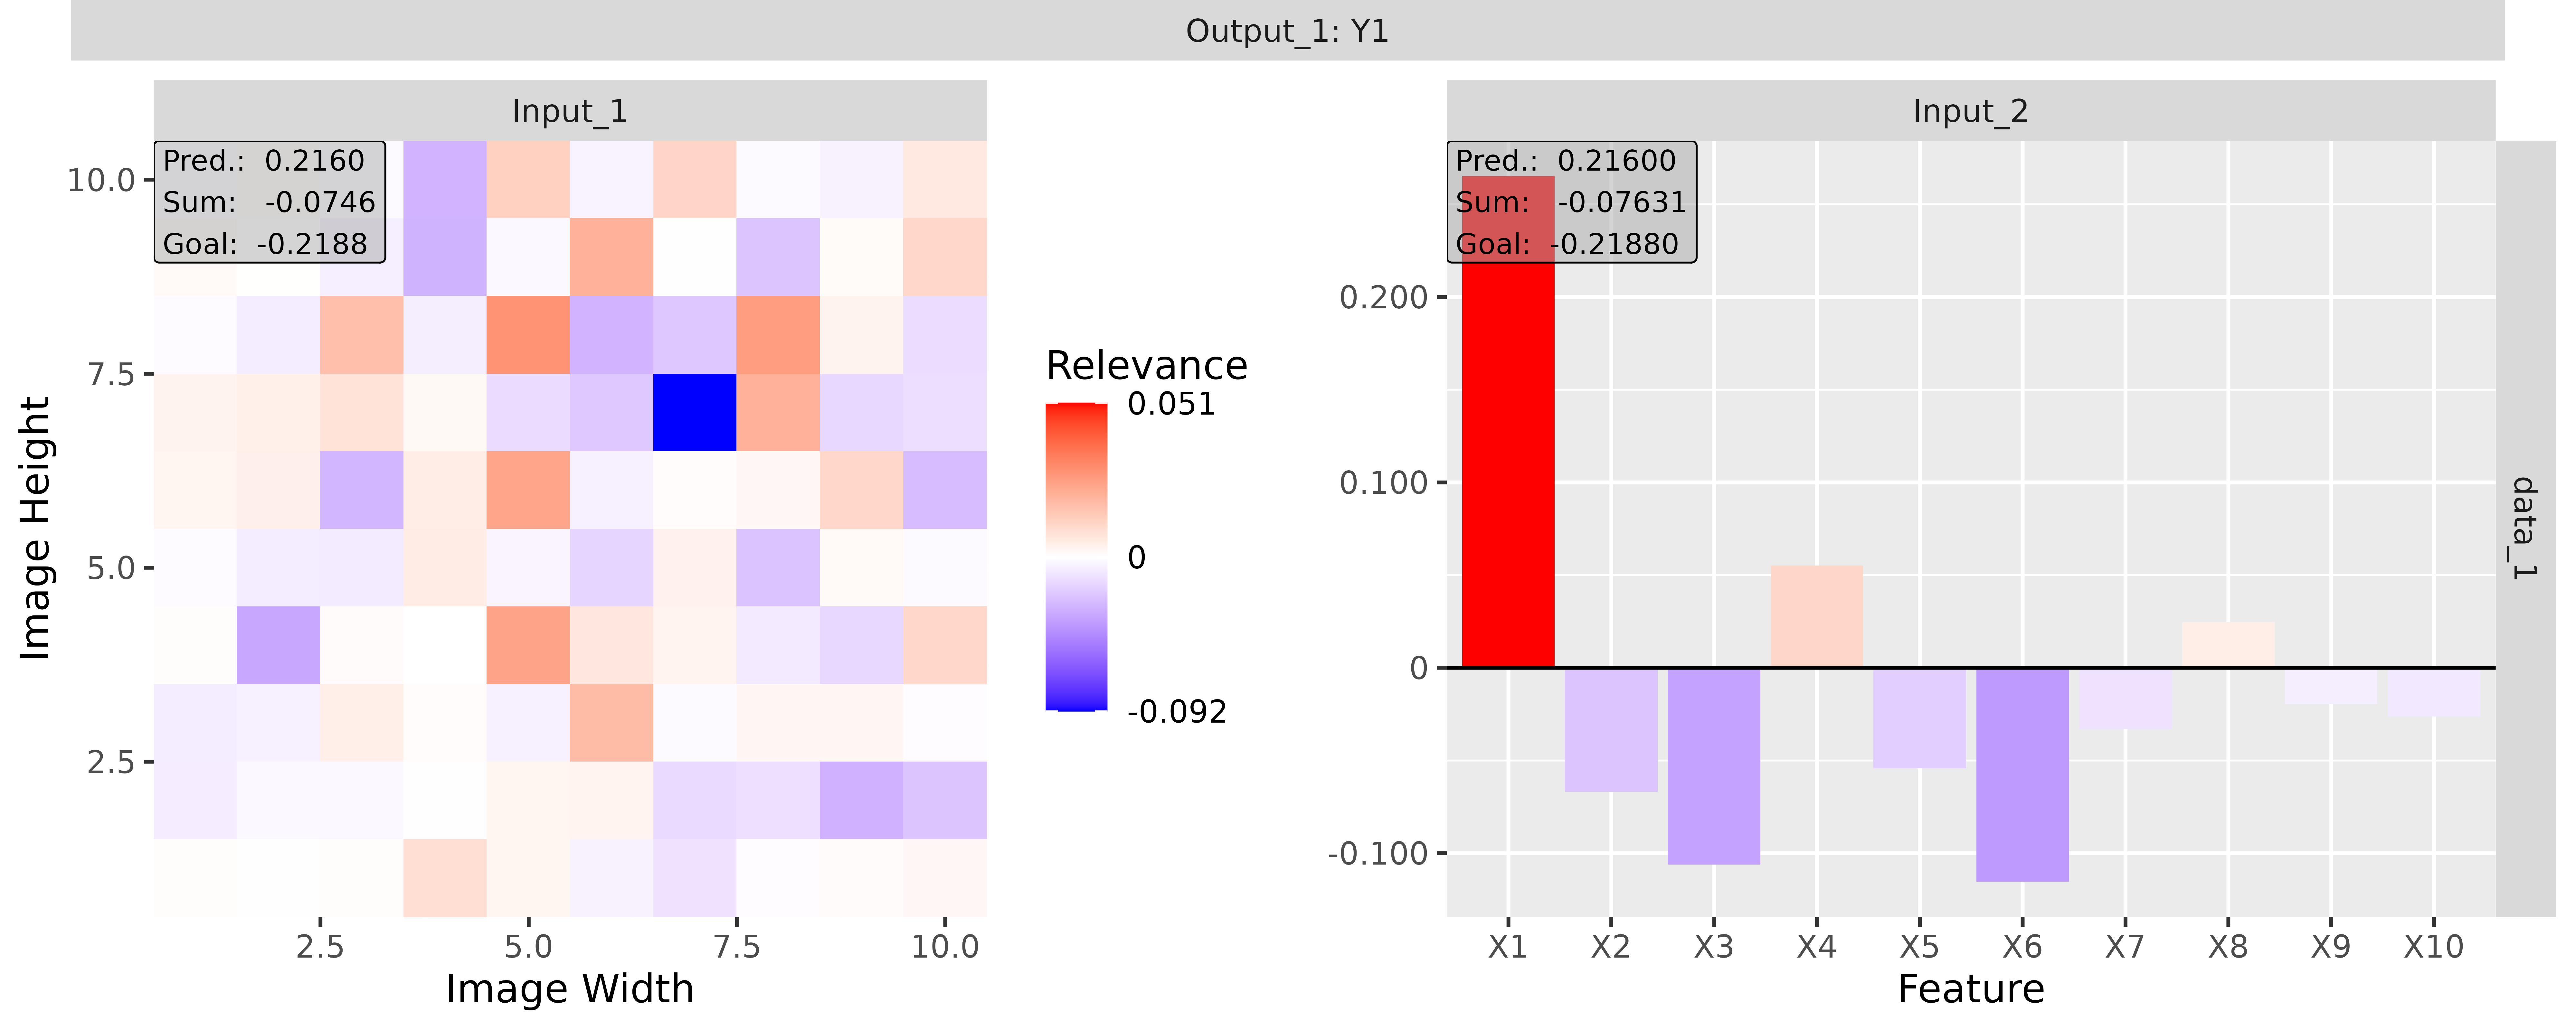 Output_1: Y1
Input_1
Pred.: 0.2160
Sum: -0.0746
Goal: -0.2188
10.0
7.5
5.0
2.5
Image Height
2.5 5.0 7.5 10.0
Image Width
Relevance
0.051
0
-0.092
Input_2
Pred.: 0.21600
Sum: -0.07631
Goal: -0.21880
0.200
0.100
0
-0.100
X1 X2 X3 X4 X5 X6 X7 X8 X9 X10
Feature
data_1